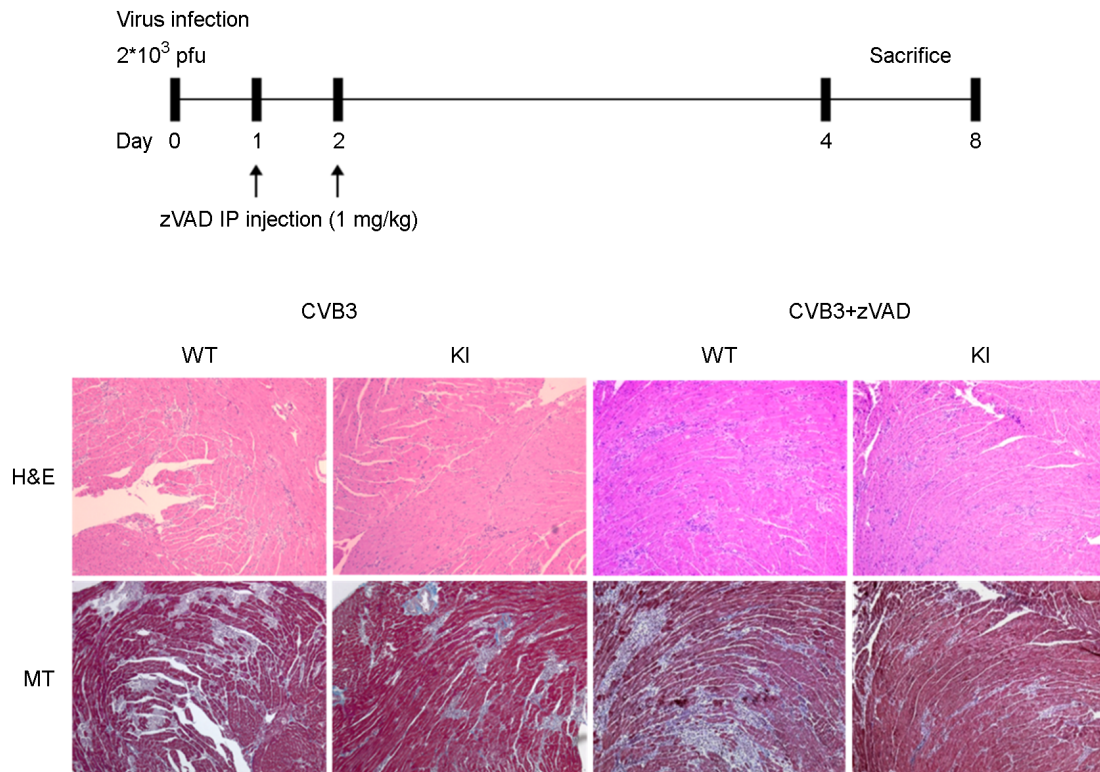 Virus infection
2*10³ pfu
Sacrifice
Day 0 1 2 4 8
zVAD IP injection (1 mg/kg)
CVB3 CVB3+zVAD
WT KI WT KI
H&E
MT